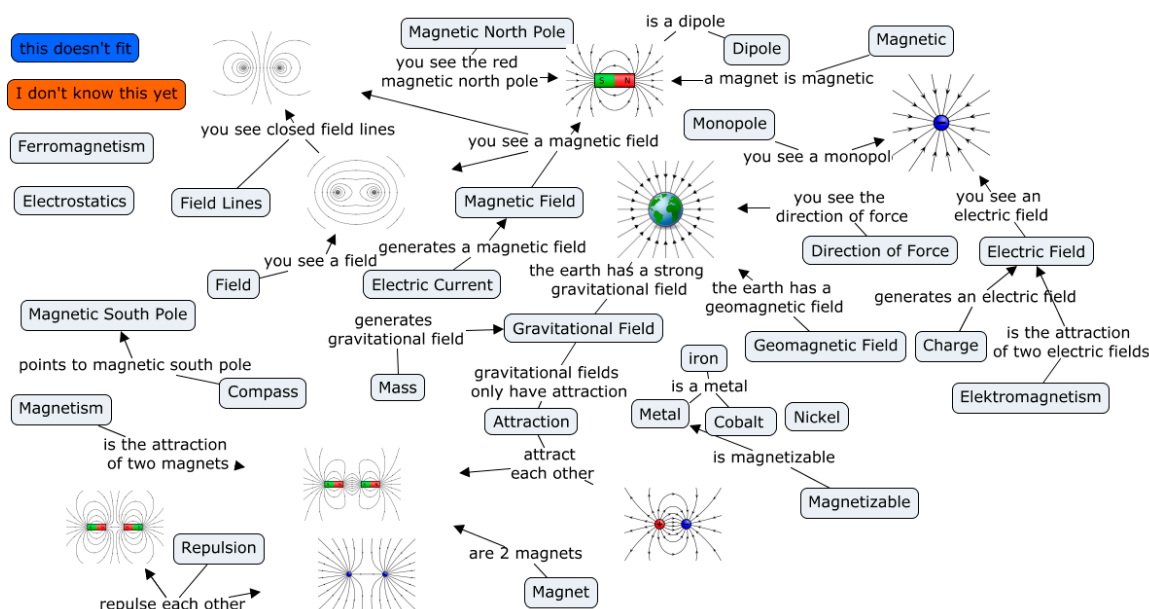 this doesn't fit
I don't know this yet
Ferromagnetism
Electrostatics
Magnetic North Pole
you see the red
magnetic north pole
is a dipole
Dipole
Magnetic
a magnet is magnetic
S N
Monopole
you see a monopol
you see closed field lines
Field Lines
you see a magnetic field
Magnetic Field
generates a magnetic field
Electric Current
you see a field
Field
you see the
direction of force
Direction of Force
you see an
electric field
Electric Field
generates an electric field
Charge
is the attraction
of two electric fields
Elektromagnetism
the earth has a strong
gravitational field
Gravitational Field
the earth has a
geomagnetic field
Geomagnetic Field
generates
gravitational field
Mass
gravitational fields
only have attraction
Attraction
attract
each other
Magnetic South Pole
points to magnetic south pole
Compass
Magnetism
is the attraction
of two magnets
iron
is a metal
Metal
Cobalt
Nickel
is magnetizable
Magnetizable
are 2 magnets
Magnet
Repulsion
repulse each other